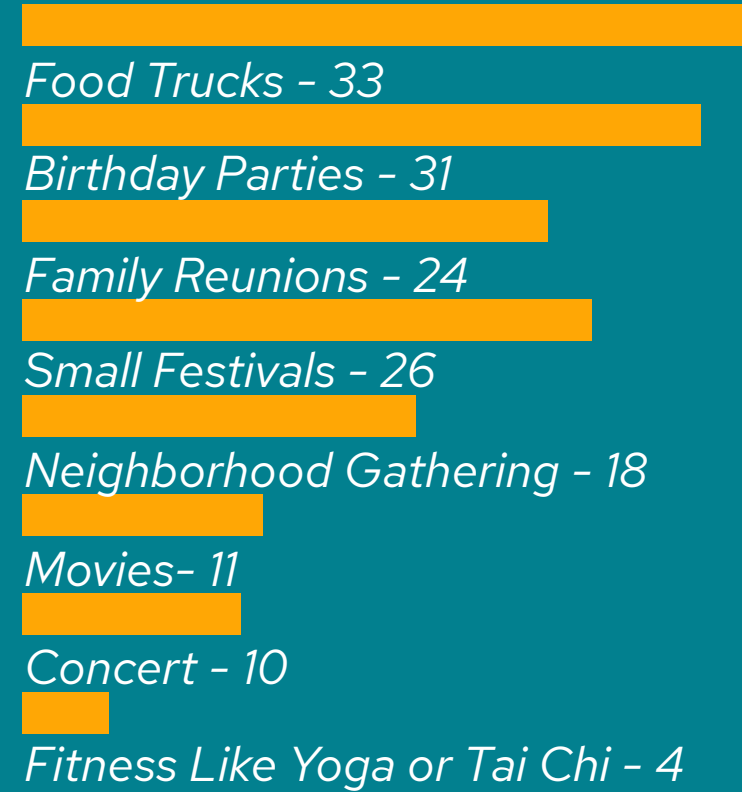 Food Trucks - 33
Birthday Parties - 31
Family Reunions - 24
Small Festivals - 26
Neighborhood Gathering - 18
Movies- 11
Concert - 10
Fitness Like Yoga or Tai Chi - 4